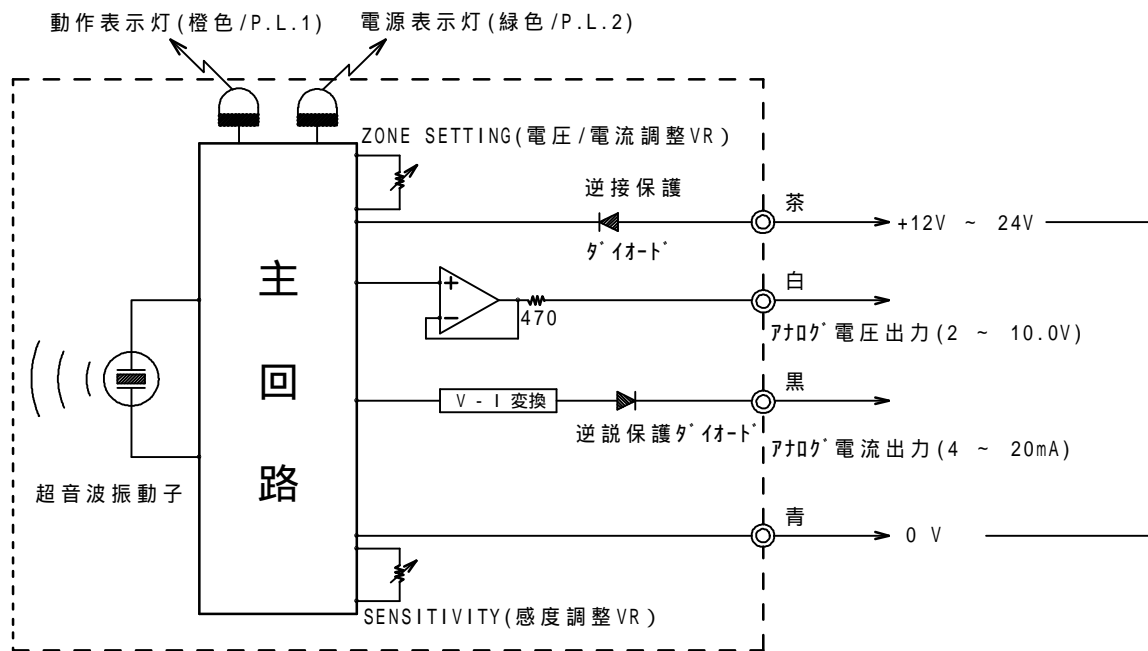 動作表示灯(橙色/P.L.1)
電源表示灯(緑色/P.L.2)
ZONE SETTING(電圧/電流調整VR)
逆接保護
ﾀﾞｲｵｰﾄﾞ
茶
+12V ~ 24V
主回路
470
白
ｱﾅﾛｸﾞ電圧出力(2 ~ 10.0V)
V-I変換
逆説保護ﾀﾞｲｵｰﾄﾞ
黒
ｱﾅﾛｸﾞ電流出力(4 ~ 20mA)
超音波振動子
青
0 V
SENSITIVITY(感度調整VR)